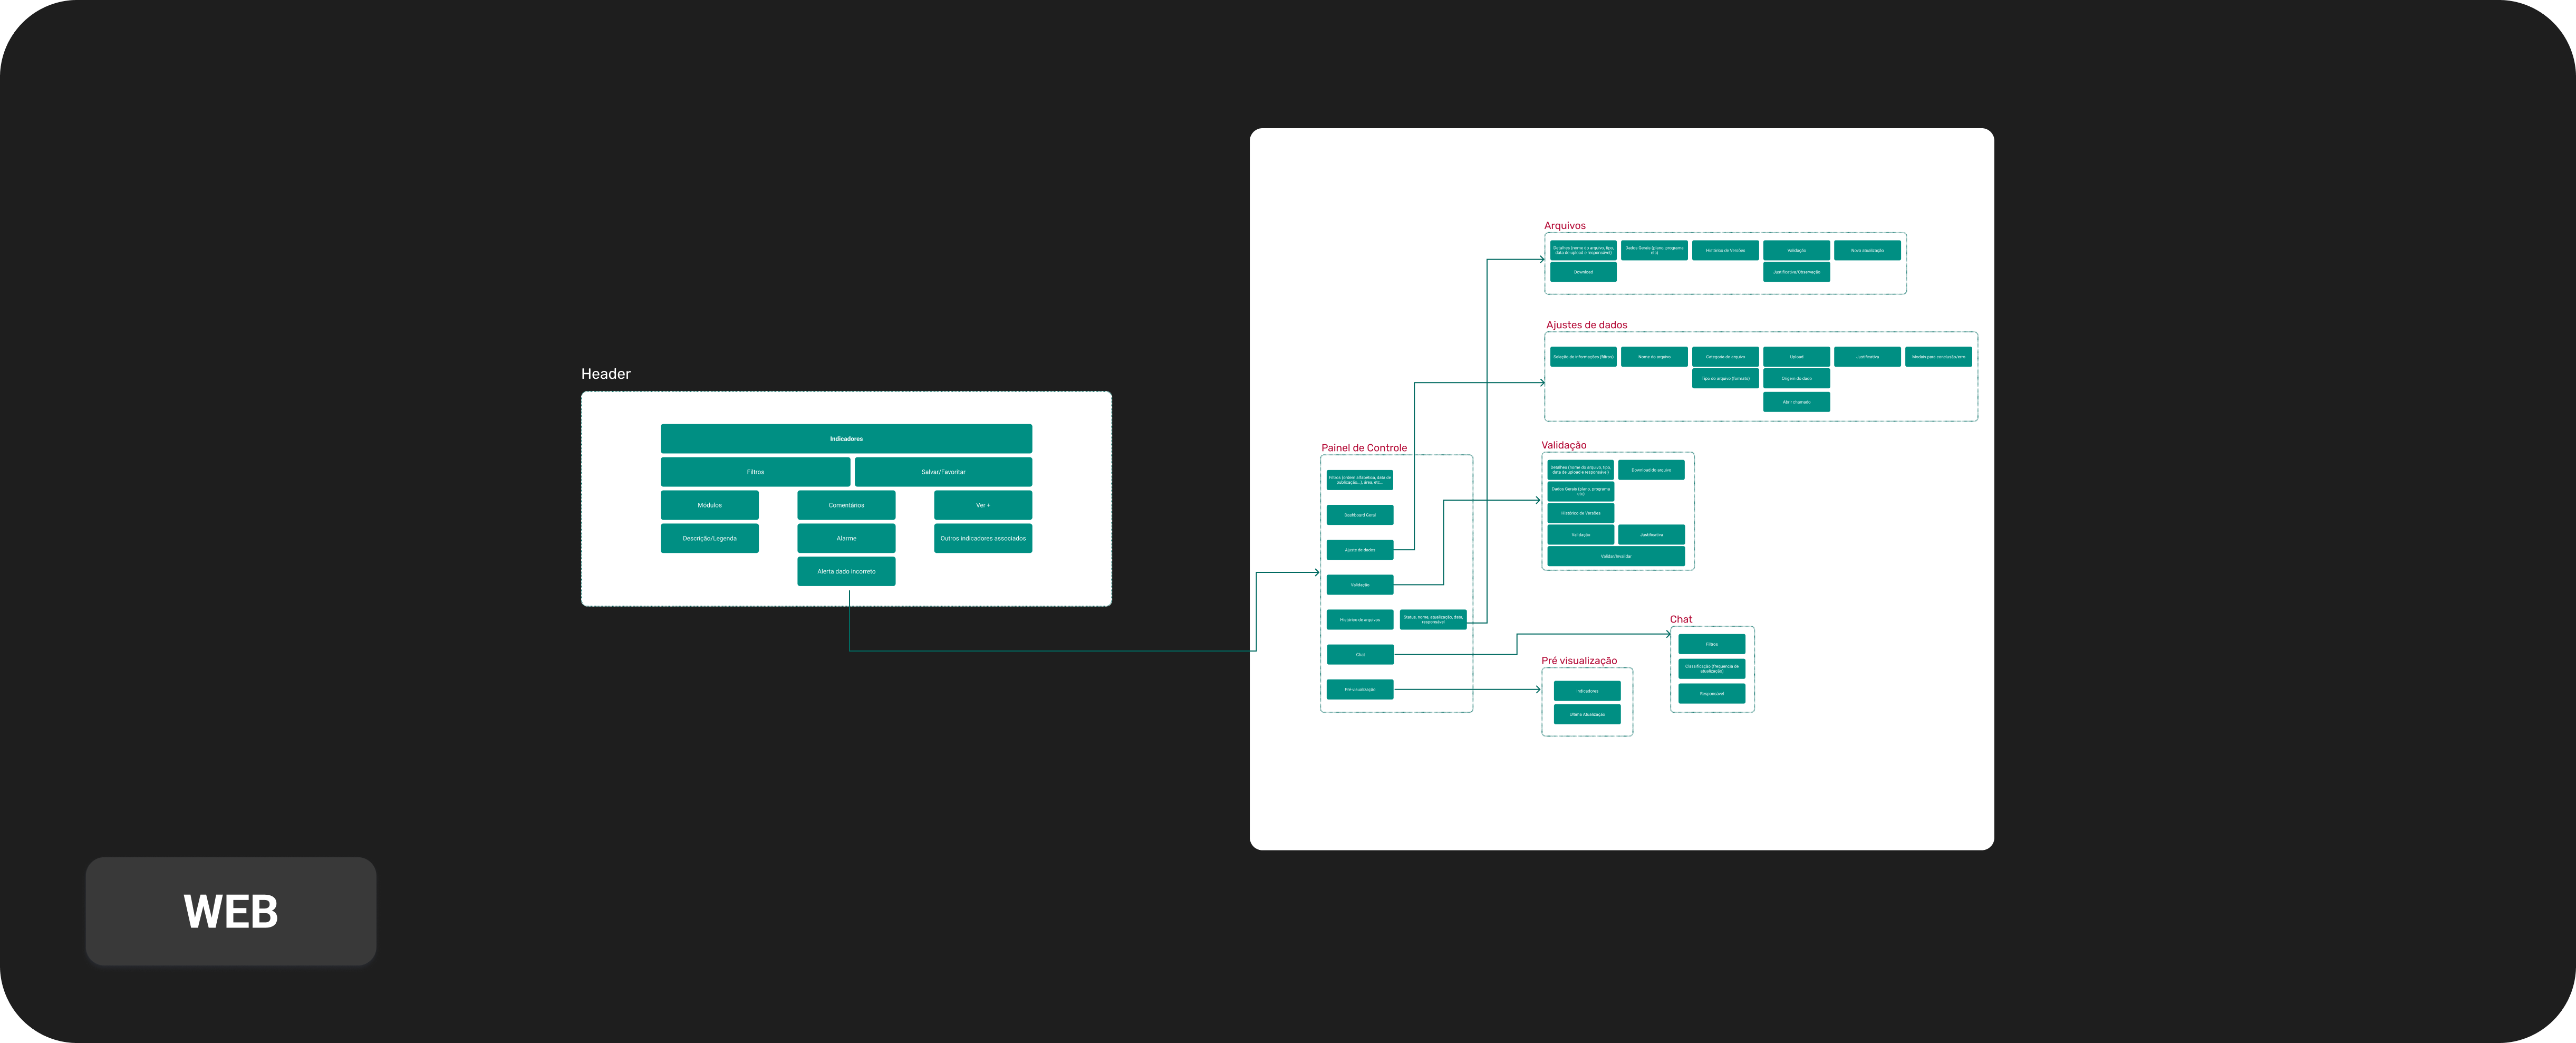 Header
Indicadores
Filtros
Salvar/Favoritar
Módulos
Comentários
Ver +
Descrição/Legenda
Alarme
Outros indicadores associados
Alerta dado incorreto
WEB
Painel de Controle
Filtros (ordem alfabética, data de
publicação...), área, etc...
Dashboard Geral
Ajuste de dados
Validação
Histórico de arquivos
Status, nome, atualização, data,
responsável
Chat
Pré-visualização
Arquivos
Detalhes (nome do arquivo, tipo,
data de upload e responsável)
Dados Gerais (plano, programa
etc)
Histórico de Versões
Validação
Nova atualização
Download
Justificativa/Observação
Ajustes de dados
Seleção de informações (filtros)
Nome do arquivo
Categoria do arquivo
Upload
Justificativa
Modais para conclusão/erro
Tipo do arquivo (formato)
Origem do dado
Abrir chamado
Validação
Detalhes (nome do arquivo, tipo,
data de upload e responsável)
Download do arquivo
Dados Gerais (plano, programa
etc)
Histórico de Versões
Validação
Justificativa
Validar/Invalidar
Chat
Filtros
Classificação (frequencia de
atualização)
Responsável
Pré visualização
Indicadores
Ultima Atualização